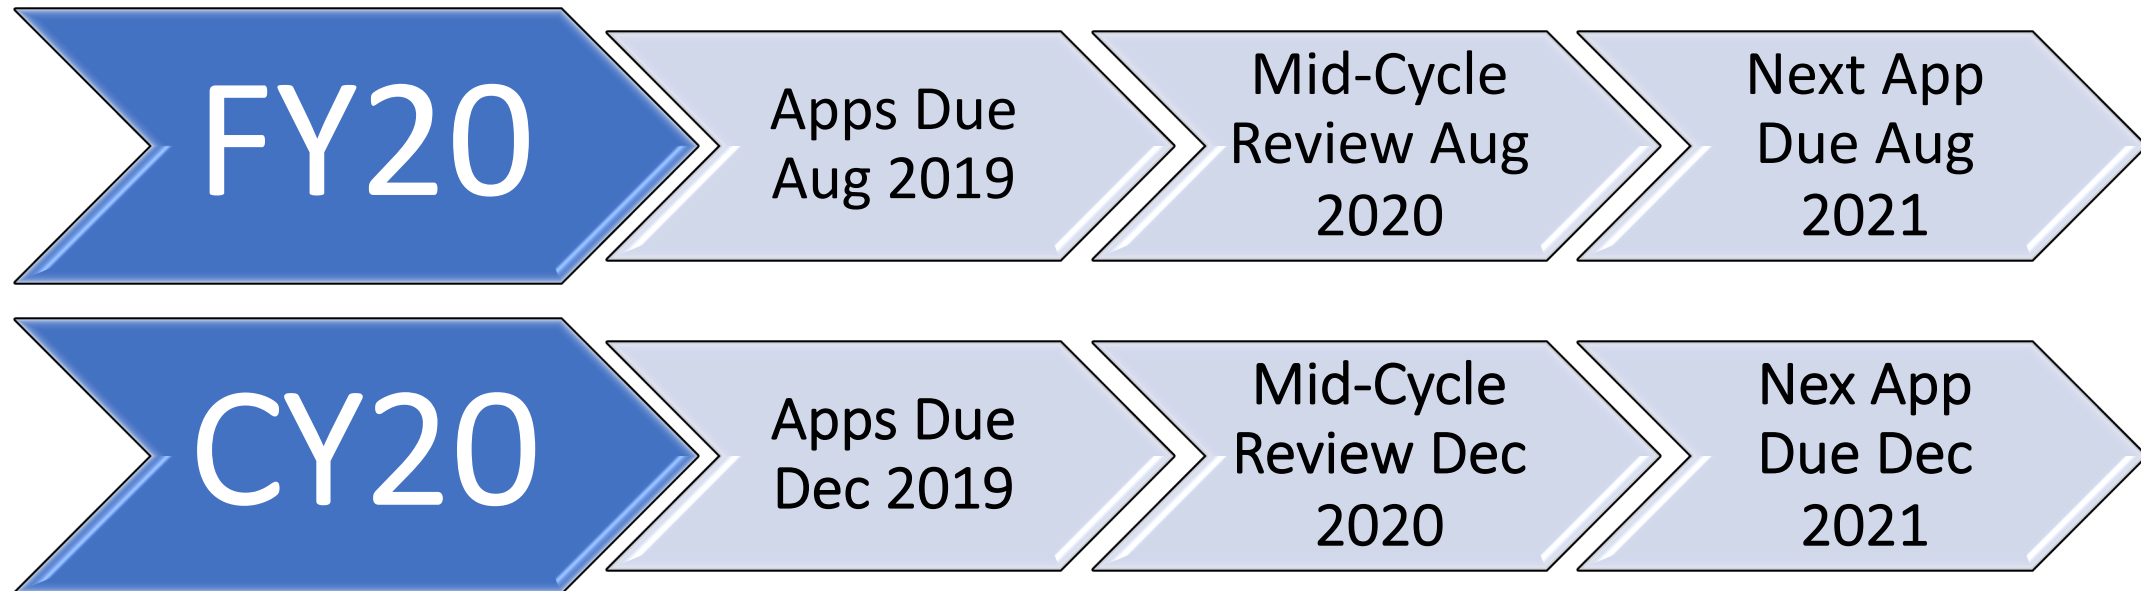 FY20
Apps Due
Aug 2019
Mid-Cycle
Review Aug
2020
Next App
Due Aug
2021
CY20
Apps Due
Dec 2019
Mid-Cycle
Review Dec
2020
Nex App
Due Dec
2021